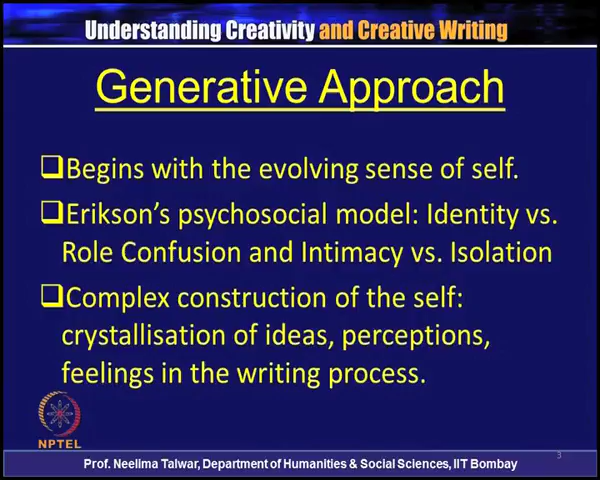 Understanding Creativity and Creative Writing
Generative Approach
❑Begins with the evolving sense of self.
❑Erikson’s psychosocial model: Identity vs.
Role Confusion and Intimacy vs. Isolation
❑Complex construction of the self:
crystallisation of ideas, perceptions,
feelings in the writing process.
NPTEL
3
Prof. Neelima Talwar, Department of Humanities & Social Sciences, IIT Bombay